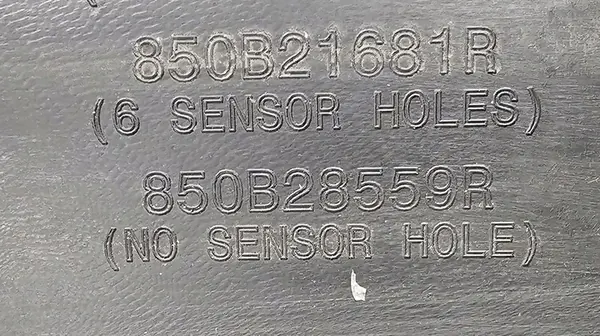 850B21681R
(6 SENSOR HOLES)
850B28559R
(NO SENSOR HOLE)